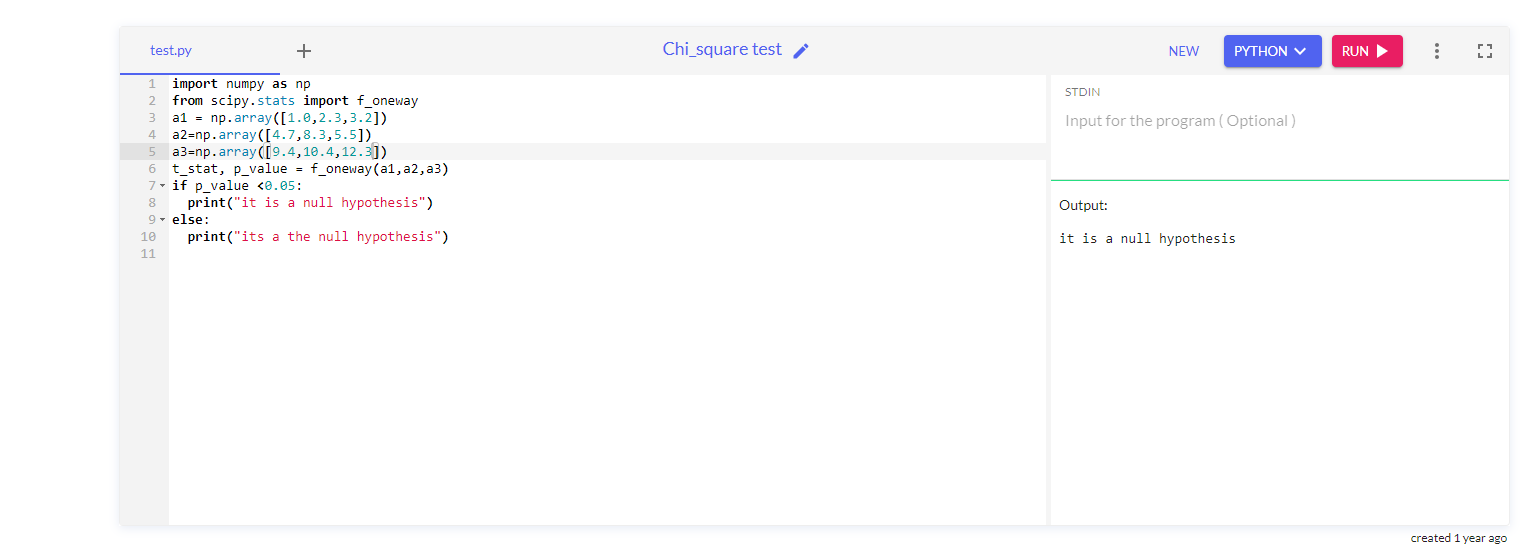 test.py + Chi_square test NEW PYTHON RUN
1 import numpy as np
2 from scipy.stats import f_oneway
3 a1 = np.array([1.0,2.3,3.2])
4 a2=np.array([4.7,8.3,5.5])
5 a3=np.array([9.4,10.4,12.3])
6 t_stat, p_value = f_oneway(a1,a2,a3)
7 if p_value <0.05:
8   print("it is a null hypothesis")
9 else:
10   print("its a the null hypothesis")
11
STDIN
Input for the program ( Optional )
Output:
it is a null hypothesis
created 1 year ago